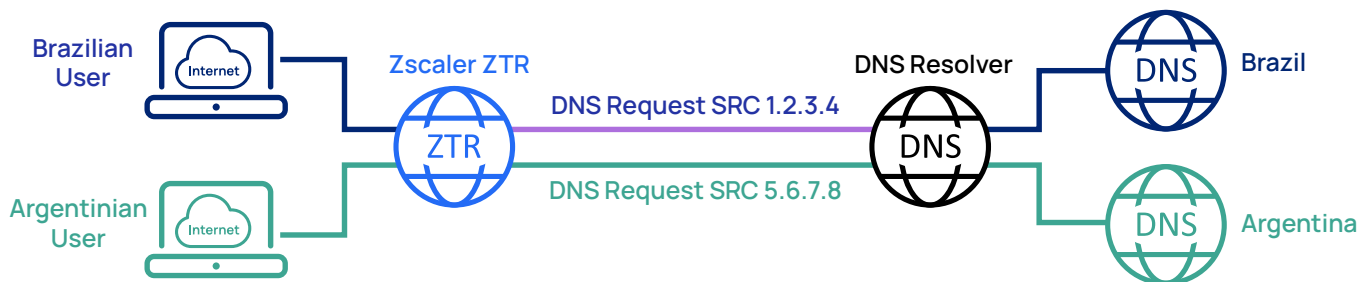 Brazilian
User
Internet
Zscaler ZTR
ZTR
DNS Request SRC 1.2.3.4
DNS Resolver
DNS
DNS
Brazil
Argentinian
User
Internet
DNS Request SRC 5.6.7.8
DNS
Argentina